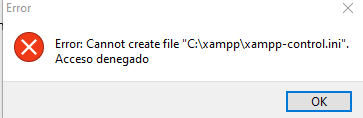 Error
Error: Cannot create file "C:\xampp\xampp-control.ini".
Acceso denegado
OK